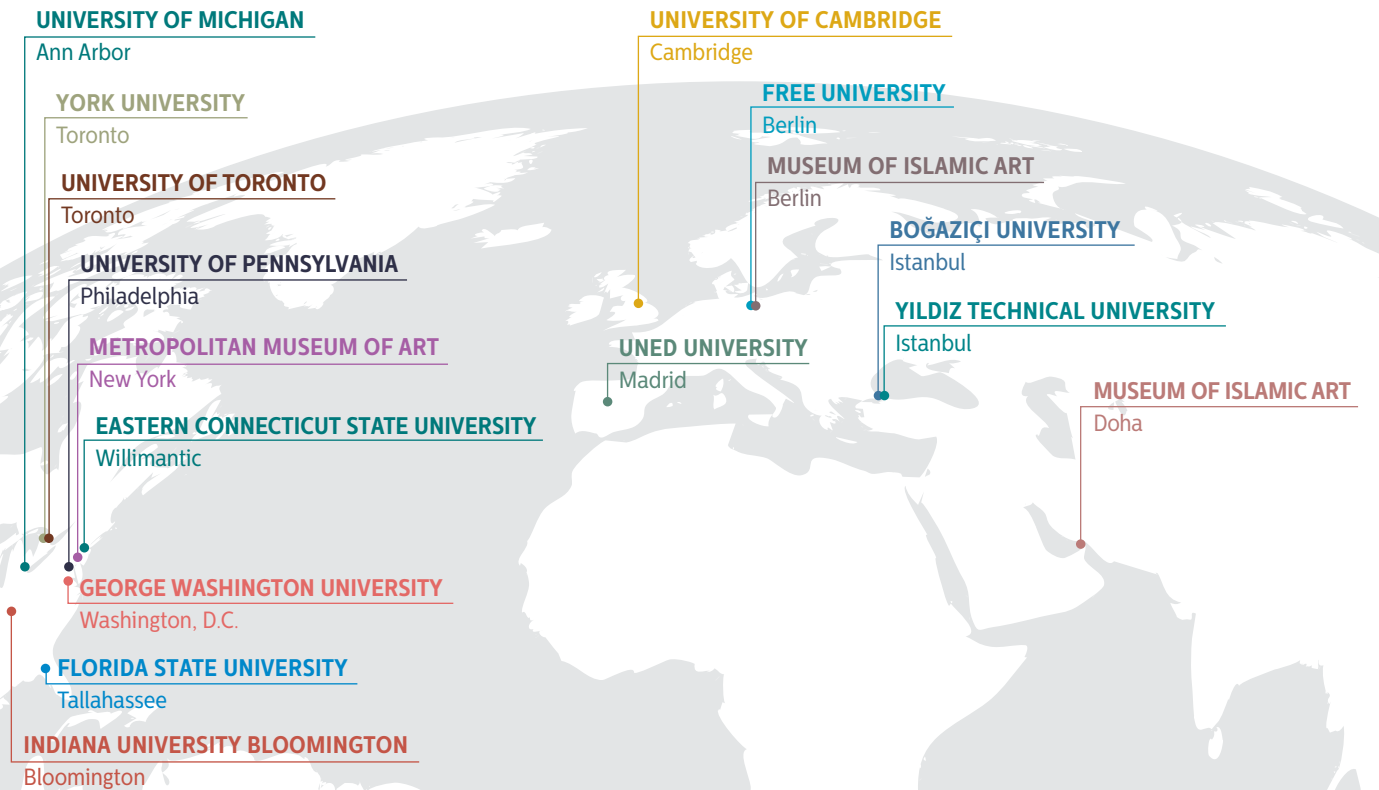 UNIVERSITY OF MICHIGAN
Ann Arbor
YORK UNIVERSITY
Toronto
UNIVERSITY OF TORONTO
Toronto
UNIVERSITY OF PENNSYLVANIA
Philadelphia
METROPOLITAN MUSEUM OF ART
New York
EASTERN CONNECTICUT STATE UNIVERSITY
Willimantic
GEORGE WASHINGTON UNIVERSITY
Washington, D.C.
FLORIDA STATE UNIVERSITY
Tallahassee
INDIANA UNIVERSITY BLOOMINGTON
Bloomington
UNIVERSITY OF CAMBRIDGE
Cambridge
FREE UNIVERSITY
Berlin
MUSEUM OF ISLAMIC ART
Berlin
BOĞAZIÇI UNIVERSITY
Istanbul
YILDIZ TECHNICAL UNIVERSITY
Istanbul
UNED UNIVERSITY
Madrid
MUSEUM OF ISLAMIC ART
Doha